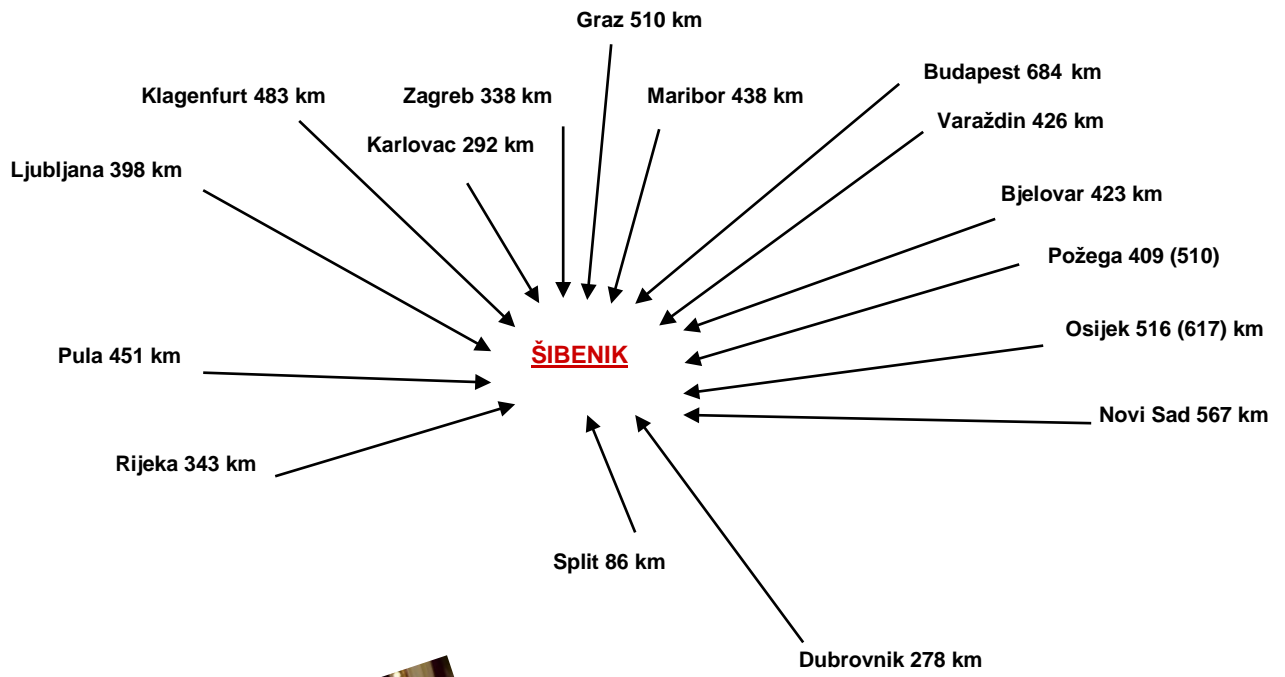 Graz 510 km
Budapest 684 km
Klagenfurt 483 km
Zagreb 338 km
Maribor 438 km
Varaždin 426 km
Karlovac 292 km
Ljubljana 398 km
Bjelovar 423 km
Požega 409 (510)
Osijek 516 (617) km
ŠIBENIK
Pula 451 km
Novi Sad 567 km
Rijeka 343 km
Split 86 km
Dubrovnik 278 km